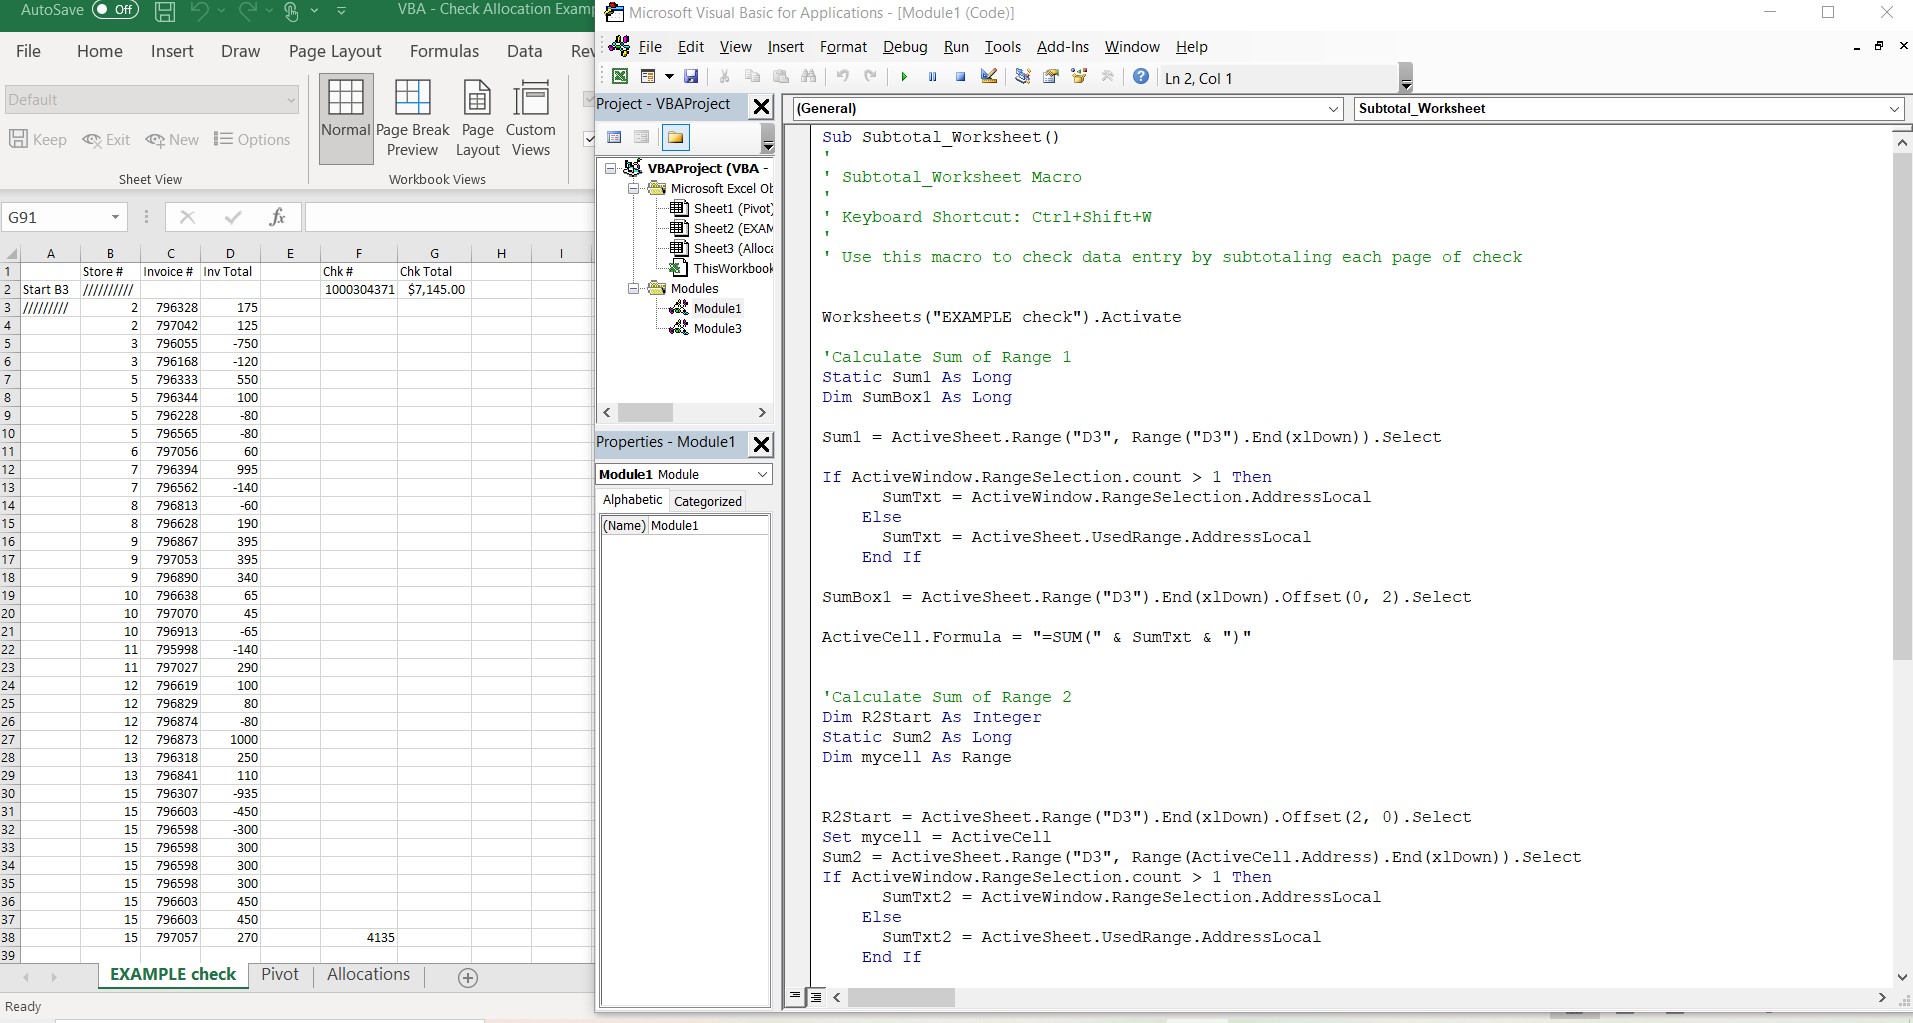 AutoSave Off VBA - Check Allocation Examp
File Home Insert Draw Page Layout Formulas Data Rev
Default
Keep Exit New Options
Normal Page Break Preview Page Layout Custom Views
Sheet View Workbook Views
G91 fx
A B C D E F G H I
1 Store # Invoice # Inv Total Chk # Chk Total
2 Start B3 ////////// 1000304371 $7,145.00
3 ///////// 2 796328 175
4 2 797042 125
5 3 796055 -750
6 3 796168 -120
7 5 796333 550
8 5 796344 100
9 5 796228 -80
10 5 796565 -80
11 6 797056 60
12 7 796394 995
13 7 796562 -140
14 8 796813 -60
15 8 796628 190
16 9 796867 395
17 9 797053 395
18 9 796890 340
19 10 796638 65
20 10 797070 45
21 10 796913 -65
22 11 795998 -140
23 11 797027 290
24 12 796619 100
25 12 796829 80
26 12 796874 -80
27 12 796873 1000
28 13 796318 250
29 13 796841 110
30 15 796307 -935
31 15 796603 -450
32 15 796598 -300
33 15 796598 300
34 15 796598 300
35 15 796598 300
36 15 796603 450
37 15 796603 450
38 15 797057 270 4135
39
EXAMPLE check Pivot Allocations
Ready
Microsoft Visual Basic for Applications - [Module1 (Code)]
File Edit View Insert Format Debug Run Tools Add-Ins Window Help
Ln 2, Col 1
Project - VBAProject
VBAProject (VBA -
Microsoft Excel Ob
Sheet1 (Pivot)
Sheet2 (EXAM
Sheet3 (Alloca
ThisWorkbook
Modules
Module1
Module3
Properties - Module1
Module1 Module
Alphabetic Categorized
(Name) Module1
(General) Subtotal_Worksheet
Sub Subtotal_Worksheet()
'
' Subtotal_Worksheet Macro
'
' Keyboard Shortcut: Ctrl+Shift+W
'
' Use this macro to check data entry by subtotaling each page of check
Worksheets("EXAMPLE check").Activate
'Calculate Sum of Range 1
Static Sum1 As Long
Dim SumBox1 As Long
Sum1 = ActiveSheet.Range("D3", Range("D3").End(xlDown)).Select
If ActiveWindow.RangeSelection.count > 1 Then
SumTxt = ActiveWindow.RangeSelection.AddressLocal
Else
SumTxt = ActiveSheet.UsedRange.AddressLocal
End If
SumBox1 = ActiveSheet.Range("D3").End(xlDown).Offset(0, 2).Select
ActiveCell.Formula = "=SUM(" & SumTxt & ")"
'Calculate Sum of Range 2
Dim R2Start As Integer
Static Sum2 As Long
Dim mycell As Range
R2Start = ActiveSheet.Range("D3").End(xlDown).Offset(2, 0).Select
Set mycell = ActiveCell
Sum2 = ActiveSheet.Range("D3", Range(ActiveCell.Address).End(xlDown)).Select
If ActiveWindow.RangeSelection.count > 1 Then
SumTxt2 = ActiveWindow.RangeSelection.AddressLocal
Else
SumTxt2 = ActiveSheet.UsedRange.AddressLocal
End If